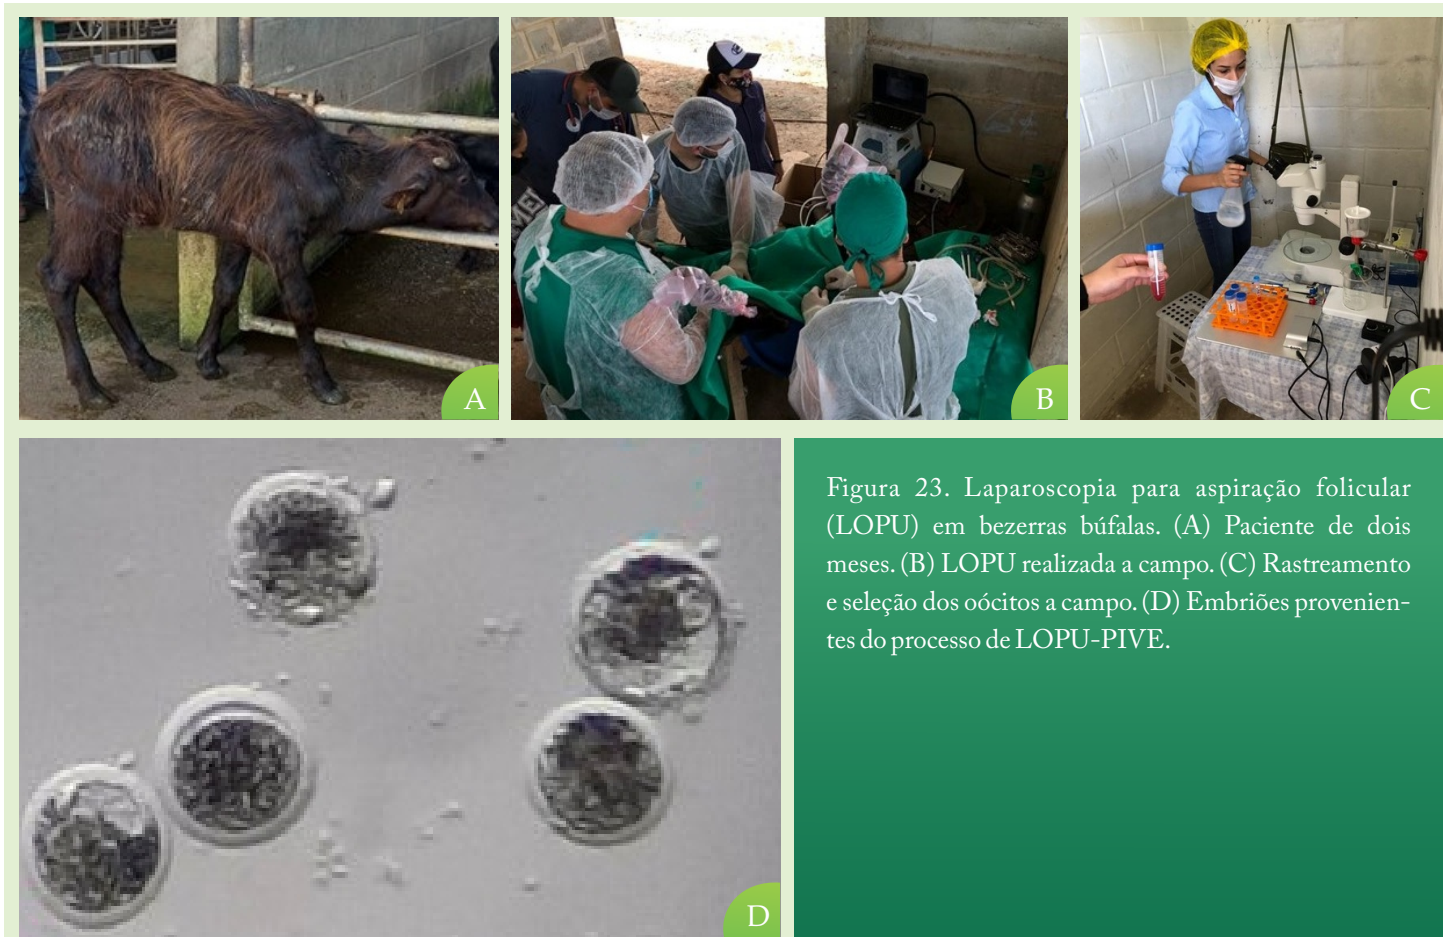 A
B
C
D
Figura 23. Laparoscopia para aspiração folicular
(LOPU) em bezerras búfalas. (A) Paciente de dois
meses. (B) LOPU realizada a campo. (C) Rastreamento
e seleção dos oócitos a campo. (D) Embriões provenien-
tes do processo de LOPU-PIVE.